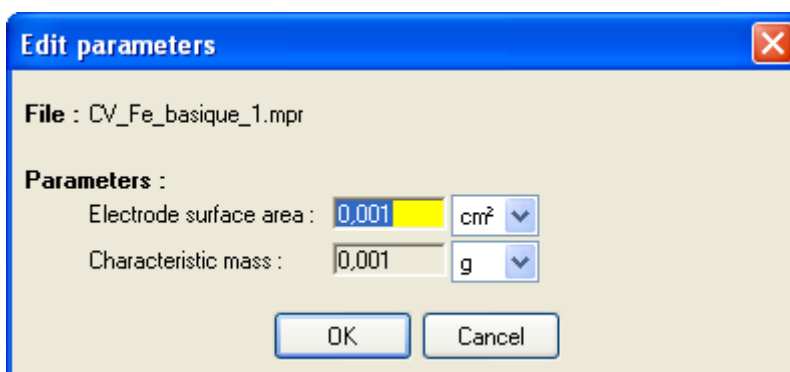 Edit parameters
File : CV_Fe_basique_1.mpr
Parameters :
Electrode surface area : 0,001 cm²
Characteristic mass : 0,001 g
OK Cancel